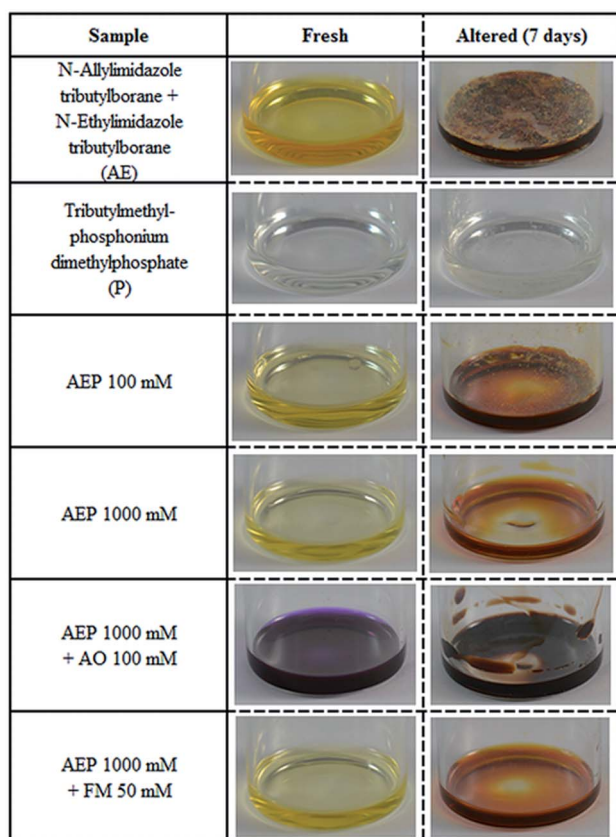 Sample
Fresh
Altered (7 days)
N-Allylimidazole
tributylborane +
N-Ethylimidazole
tributylborane
(AE)
Tributylmethyl-
phosphonium
dimethylphosphate
(P)
AEP 100 mM
AEP 1000 mM
AEP 1000 mM
+ AO 100 mM
AEP 1000 mM
+ FM 50 mM